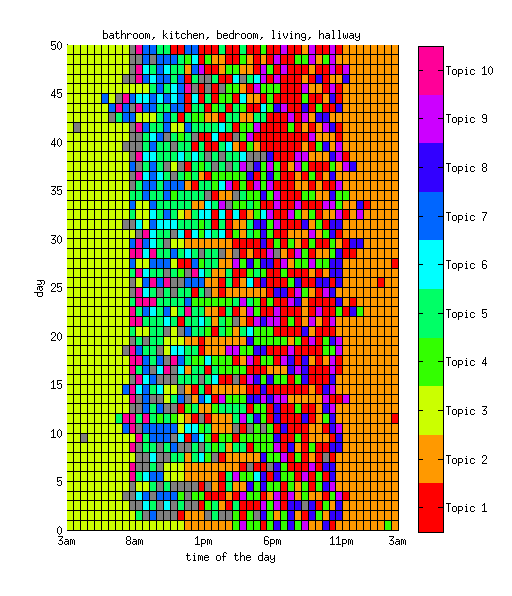 bathroom, kitchen, bedroom, living, hallway
50
45
40
35
30
25
20
15
10
5
0
day
3am 8am 1pm 6pm 11pm 3am
time of the day
Topic 10
Topic 9
Topic 8
Topic 7
Topic 6
Topic 5
Topic 4
Topic 3
Topic 2
Topic 1